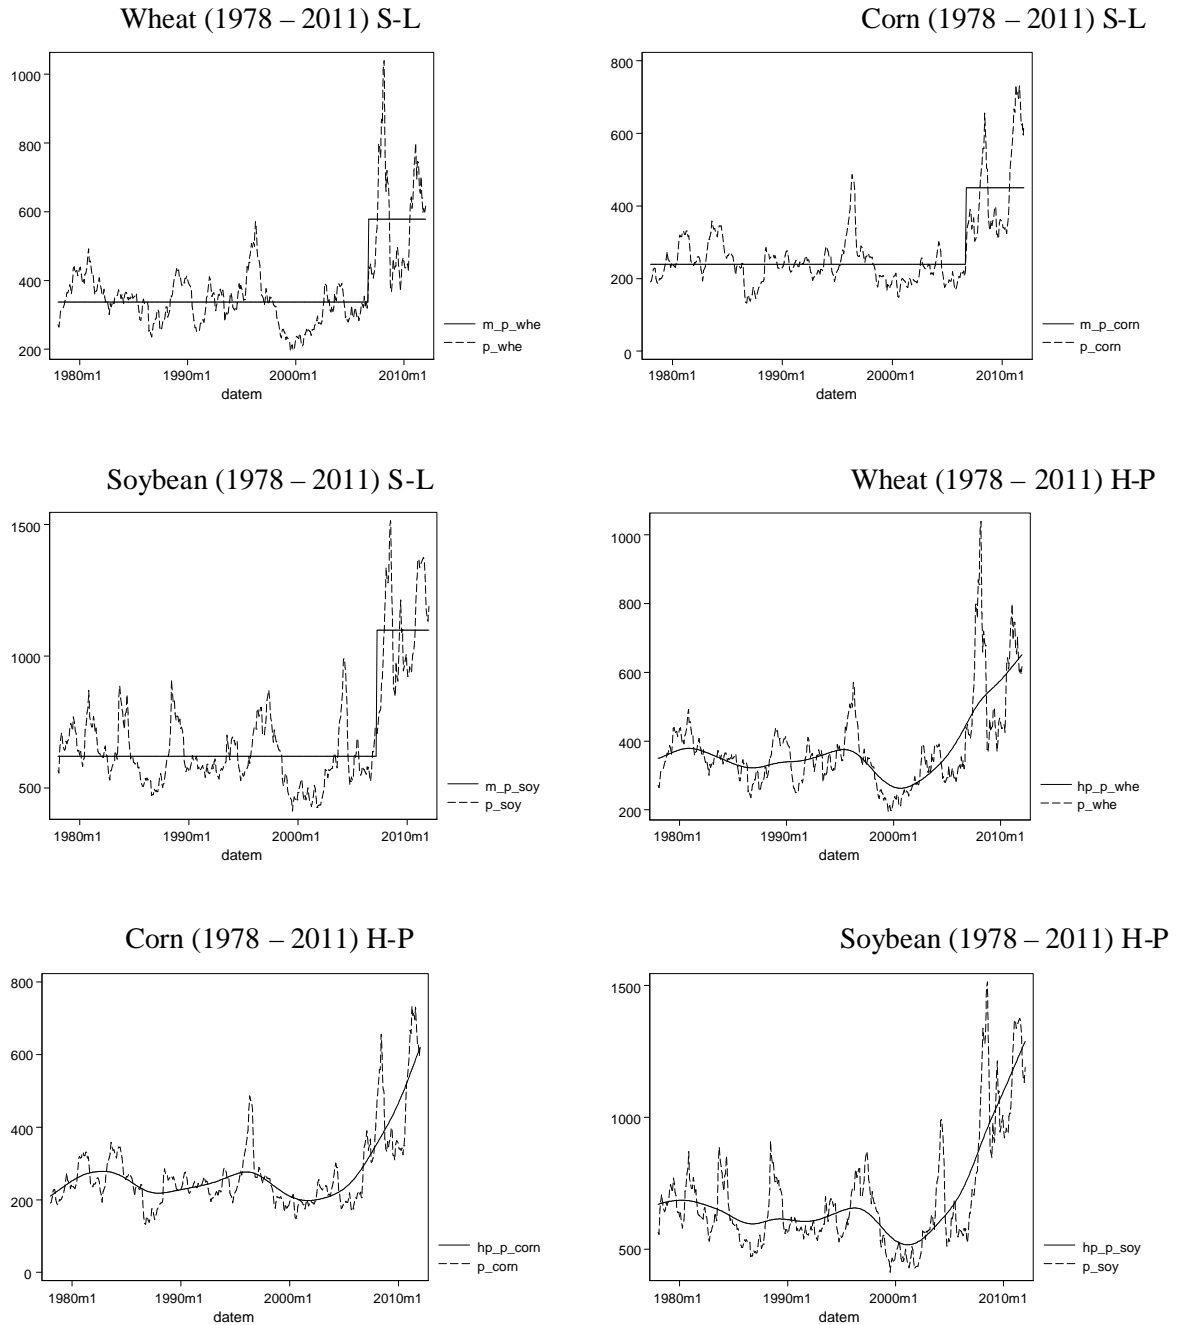 Wheat (1978 – 2011) S-L
1000
800
600
400
200
1980m1 1990m1 2000m1 2010m1
datem
m_p_whe
p_whe
Corn (1978 – 2011) S-L
800
600
400
200
0
1980m1 1990m1 2000m1 2010m1
datem
m_p_corn
p_corn
Soybean (1978 – 2011) S-L
1500
1000
500
1980m1 1990m1 2000m1 2010m1
datem
m_p_soy
p_soy
Wheat (1978 – 2011) H-P
1000
800
600
400
200
1980m1 1990m1 2000m1 2010m1
datem
hp_p_whe
p_whe
Corn (1978 – 2011) H-P
800
600
400
200
0
1980m1 1990m1 2000m1 2010m1
datem
hp_p_corn
p_corn
Soybean (1978 – 2011) H-P
1500
1000
500
1980m1 1990m1 2000m1 2010m1
datem
hp_p_soy
p_soy